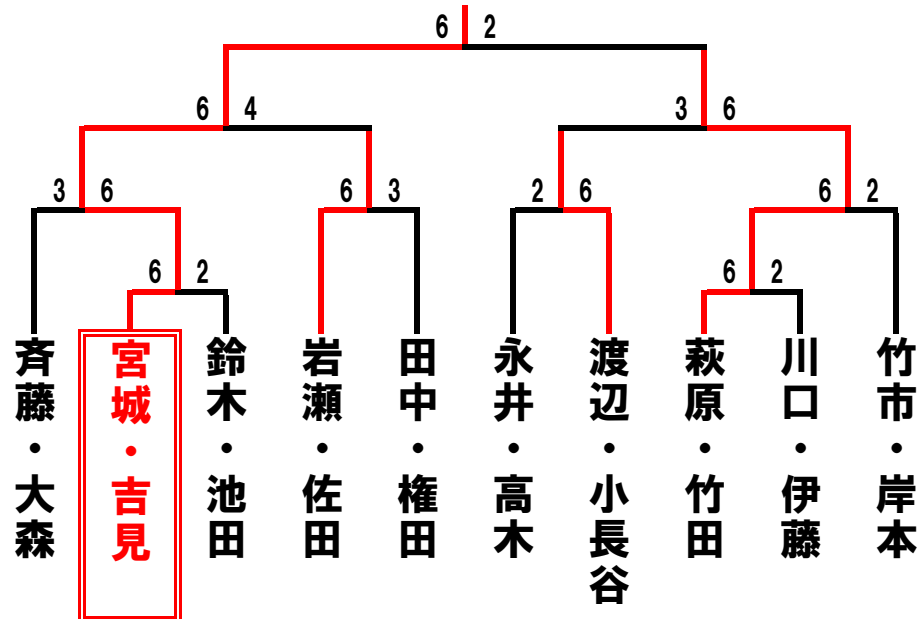 6 2
6 4
3 6
3 6
6 3
2 6
6 2
6 2
6 2
斉藤・大森
宮城・吉見
鈴木・池田
岩瀬・佐田
田中・権田
永井・高木
渡辺・小長谷
萩原・竹田
川口・伊藤
竹市・岸本